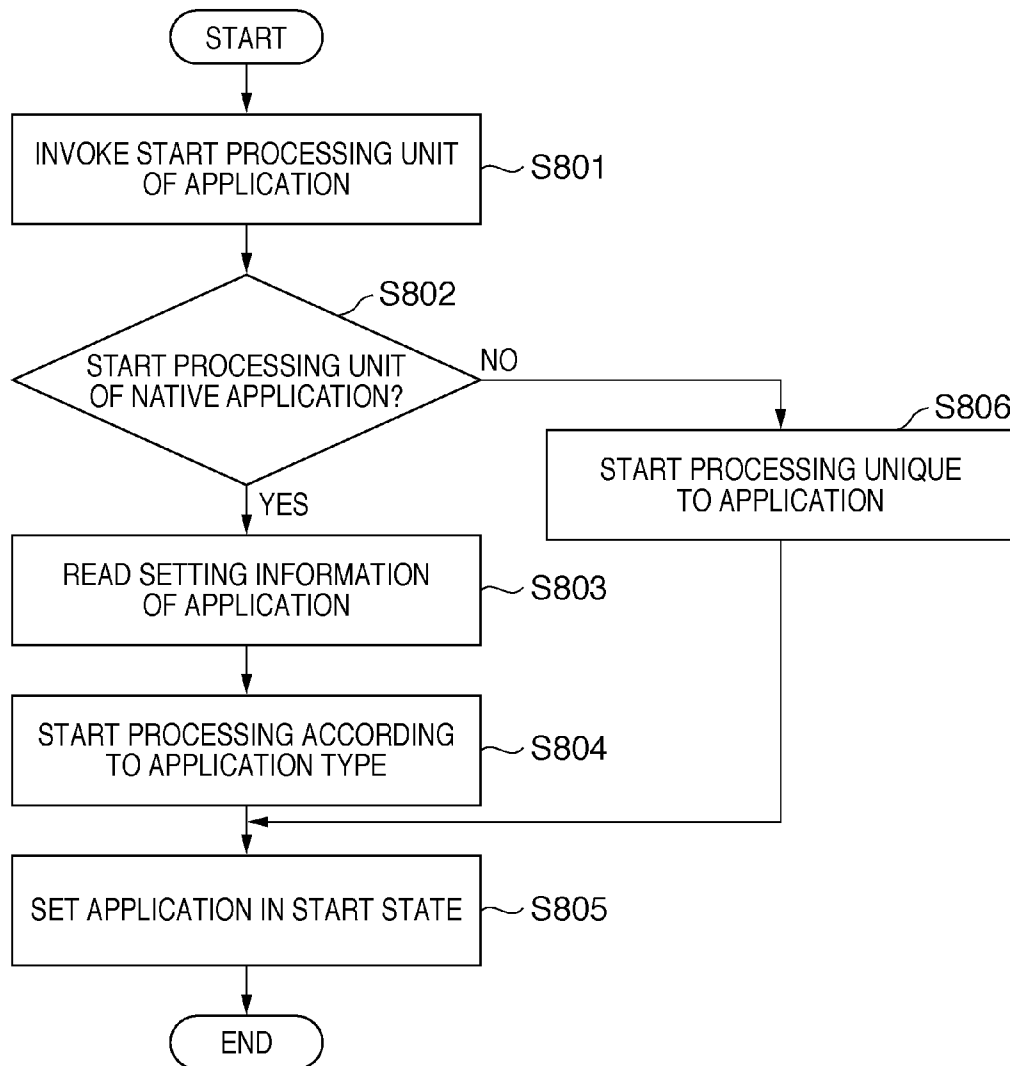 START
INVOKE START PROCESSING UNIT
OF APPLICATION
S801
S802
START PROCESSING UNIT
OF NATIVE APPLICATION?
NO
YES
S806
START PROCESSING UNIQUE
TO APPLICATION
READ SETTING INFORMATION
OF APPLICATION
S803
START PROCESSING ACCORDING
TO APPLICATION TYPE
S804
SET APPLICATION IN START STATE
S805
END